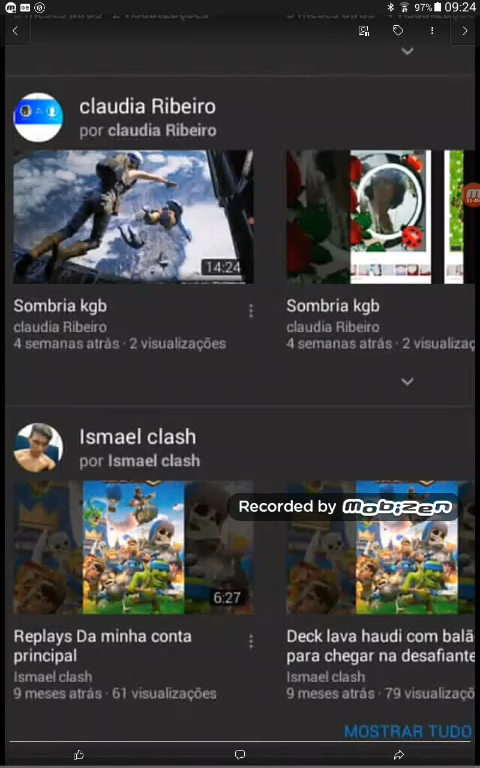 97% 09:24
claudia Ribeiro
por claudia Ribeiro
14:24
Sombria kgb
claudia Ribeiro
4 semanas atrás · 2 visualizações
Sombria kgb
claudia Ribeiro
4 semanas atrás · 2 visualizaç
Ismael clash
por Ismael clash
Recorded by MOBIZEN
6:27
Replays Da minha conta
principal
Ismael clash
9 meses atrás · 61 visualizações
Deck lava haudi com balã
para chegar na desafiante
Ismael clash
9 meses atrás · 79 visualizaçõ
MOSTRAR TUDO